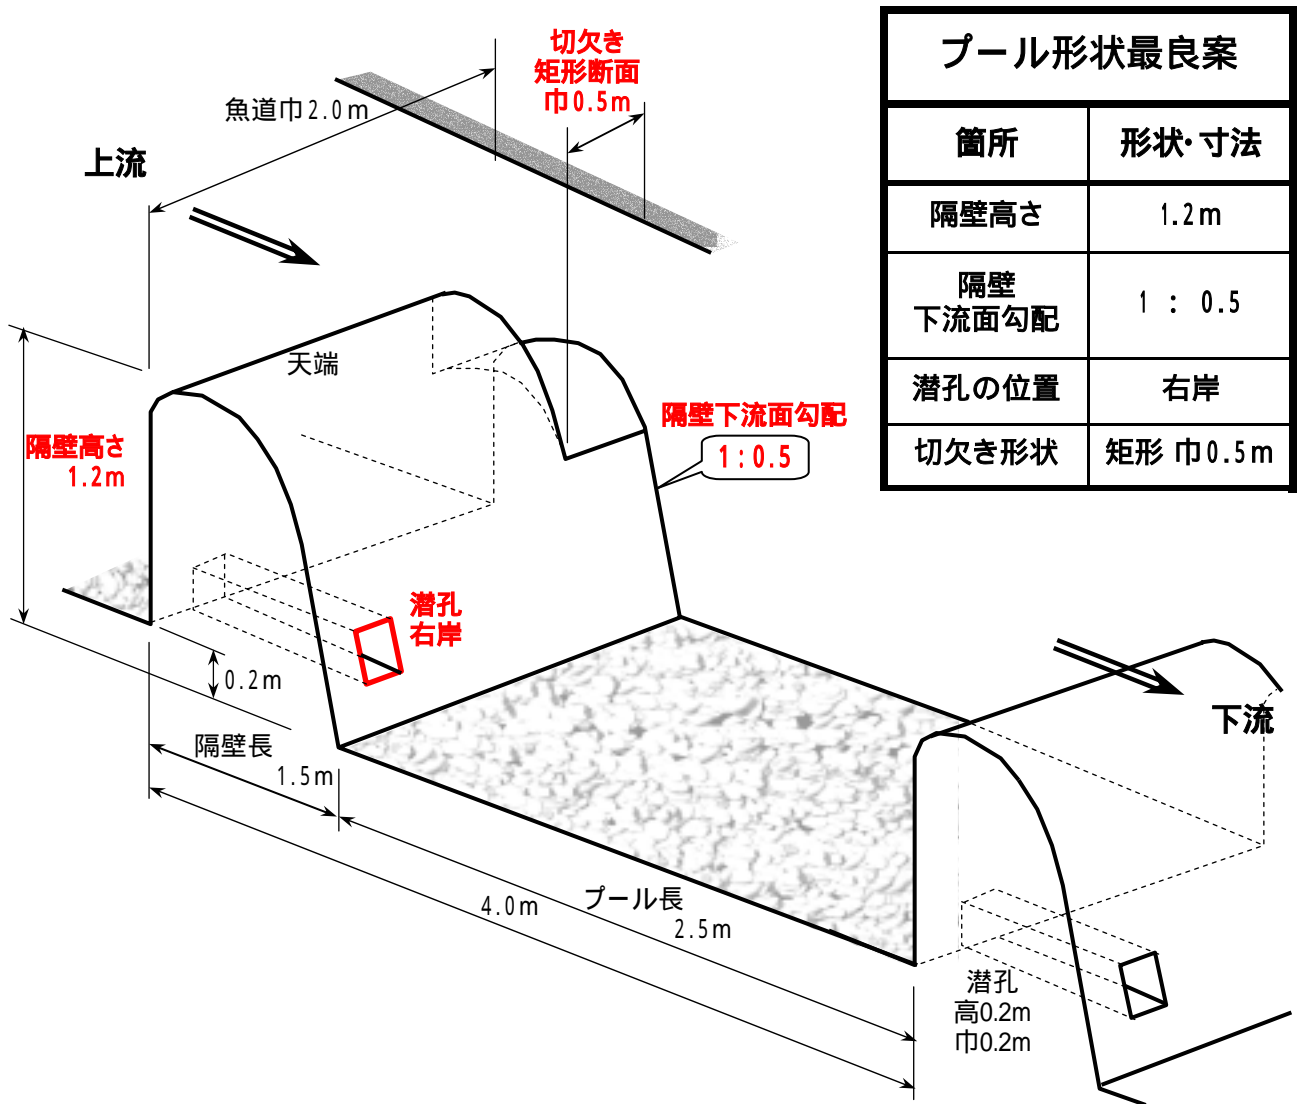 切欠き
矩形断面
巾0.5m
魚道巾2.0m
上流
天端
隔壁高さ
1.2m
隔壁下流面勾配
1:0.5
潜孔
右岸
0.2m
隔壁長
1.5m
4.0m
プール長
2.5m
下流
潜孔
高0.2m
巾0.2m
プール形状最良案
箇所 形状・寸法
隔壁高さ 1.2m
隔壁
下流面勾配 1 : 0.5
潜孔の位置 右岸
切欠き形状 矩形 巾0.5m